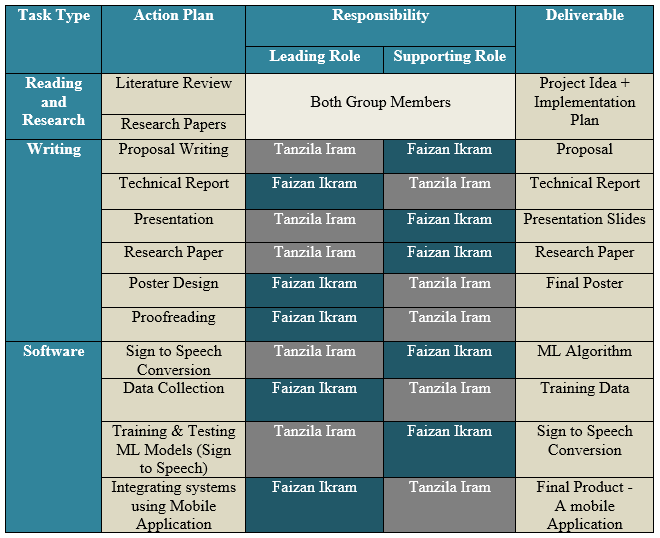 Task Type Action Plan Responsibility Deliverable
Leading Role Supporting Role
Reading and Research Literature Review Both Group Members Project Idea + Implementation Plan
Research Papers
Writing Proposal Writing Tanzila Iram Faizan Ikram Proposal
Technical Report Faizan Ikram Tanzila Iram Technical Report
Presentation Tanzila Iram Faizan Ikram Presentation Slides
Research Paper Tanzila Iram Faizan Ikram Research Paper
Poster Design Faizan Ikram Tanzila Iram Final Poster
Proofreading Faizan Ikram Tanzila Iram
Software Sign to Speech Conversion Tanzila Iram Faizan Ikram ML Algorithm
Data Collection Faizan Ikram Tanzila Iram Training Data
Training & Testing ML Models (Sign to Speech) Tanzila Iram Faizan Ikram Sign to Speech Conversion
Integrating systems using Mobile Application Faizan Ikram Tanzila Iram Final Product - A mobile Application